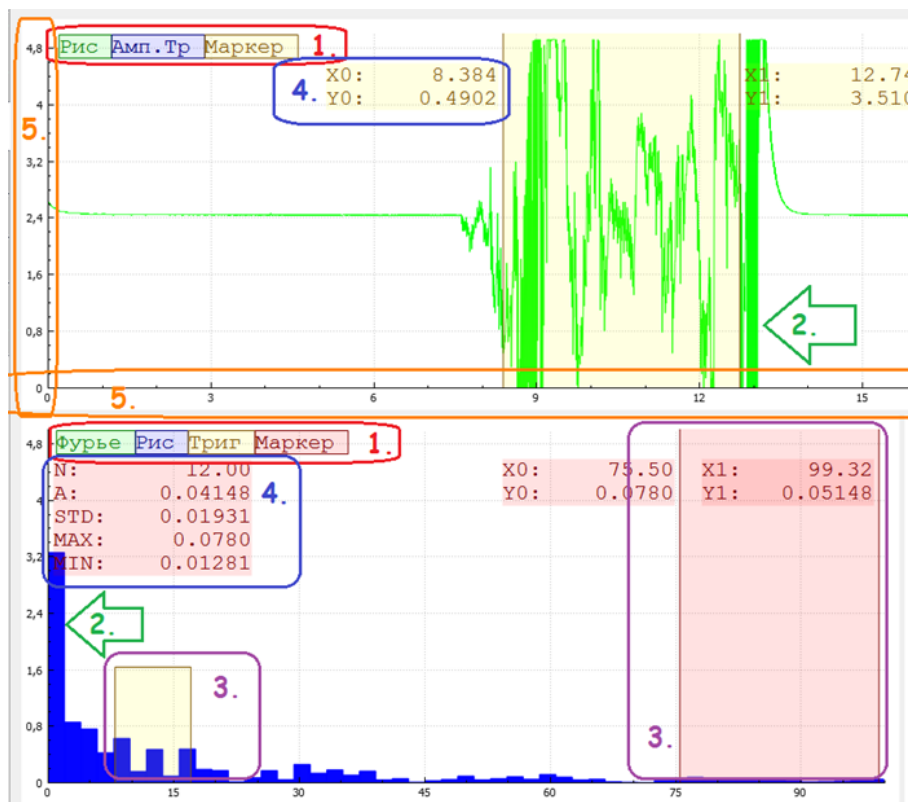 4,8 Рис Амп.Тр Маркер 1.
4. X0: 8.384 X1: 12.74
4 Y0: 0.4902 Y1: 3.510
5.
3,2
2,4
1,6
0,8 2.
0
5.
0 3 6 9 12 15
4,8 Фурье Рис Триг Маркер 1.
N: 12.00 X0: 75.50 X1: 99.32
4 A: 0.04148 4. Y0: 0.0780 Y1: 0.05148
STD: 0.01931
MAX: 0.0780
3,2 MIN: 0.01281
2,4 2.
1,6 3.
3.
0,8
0
0 15 30 45 60 75 90